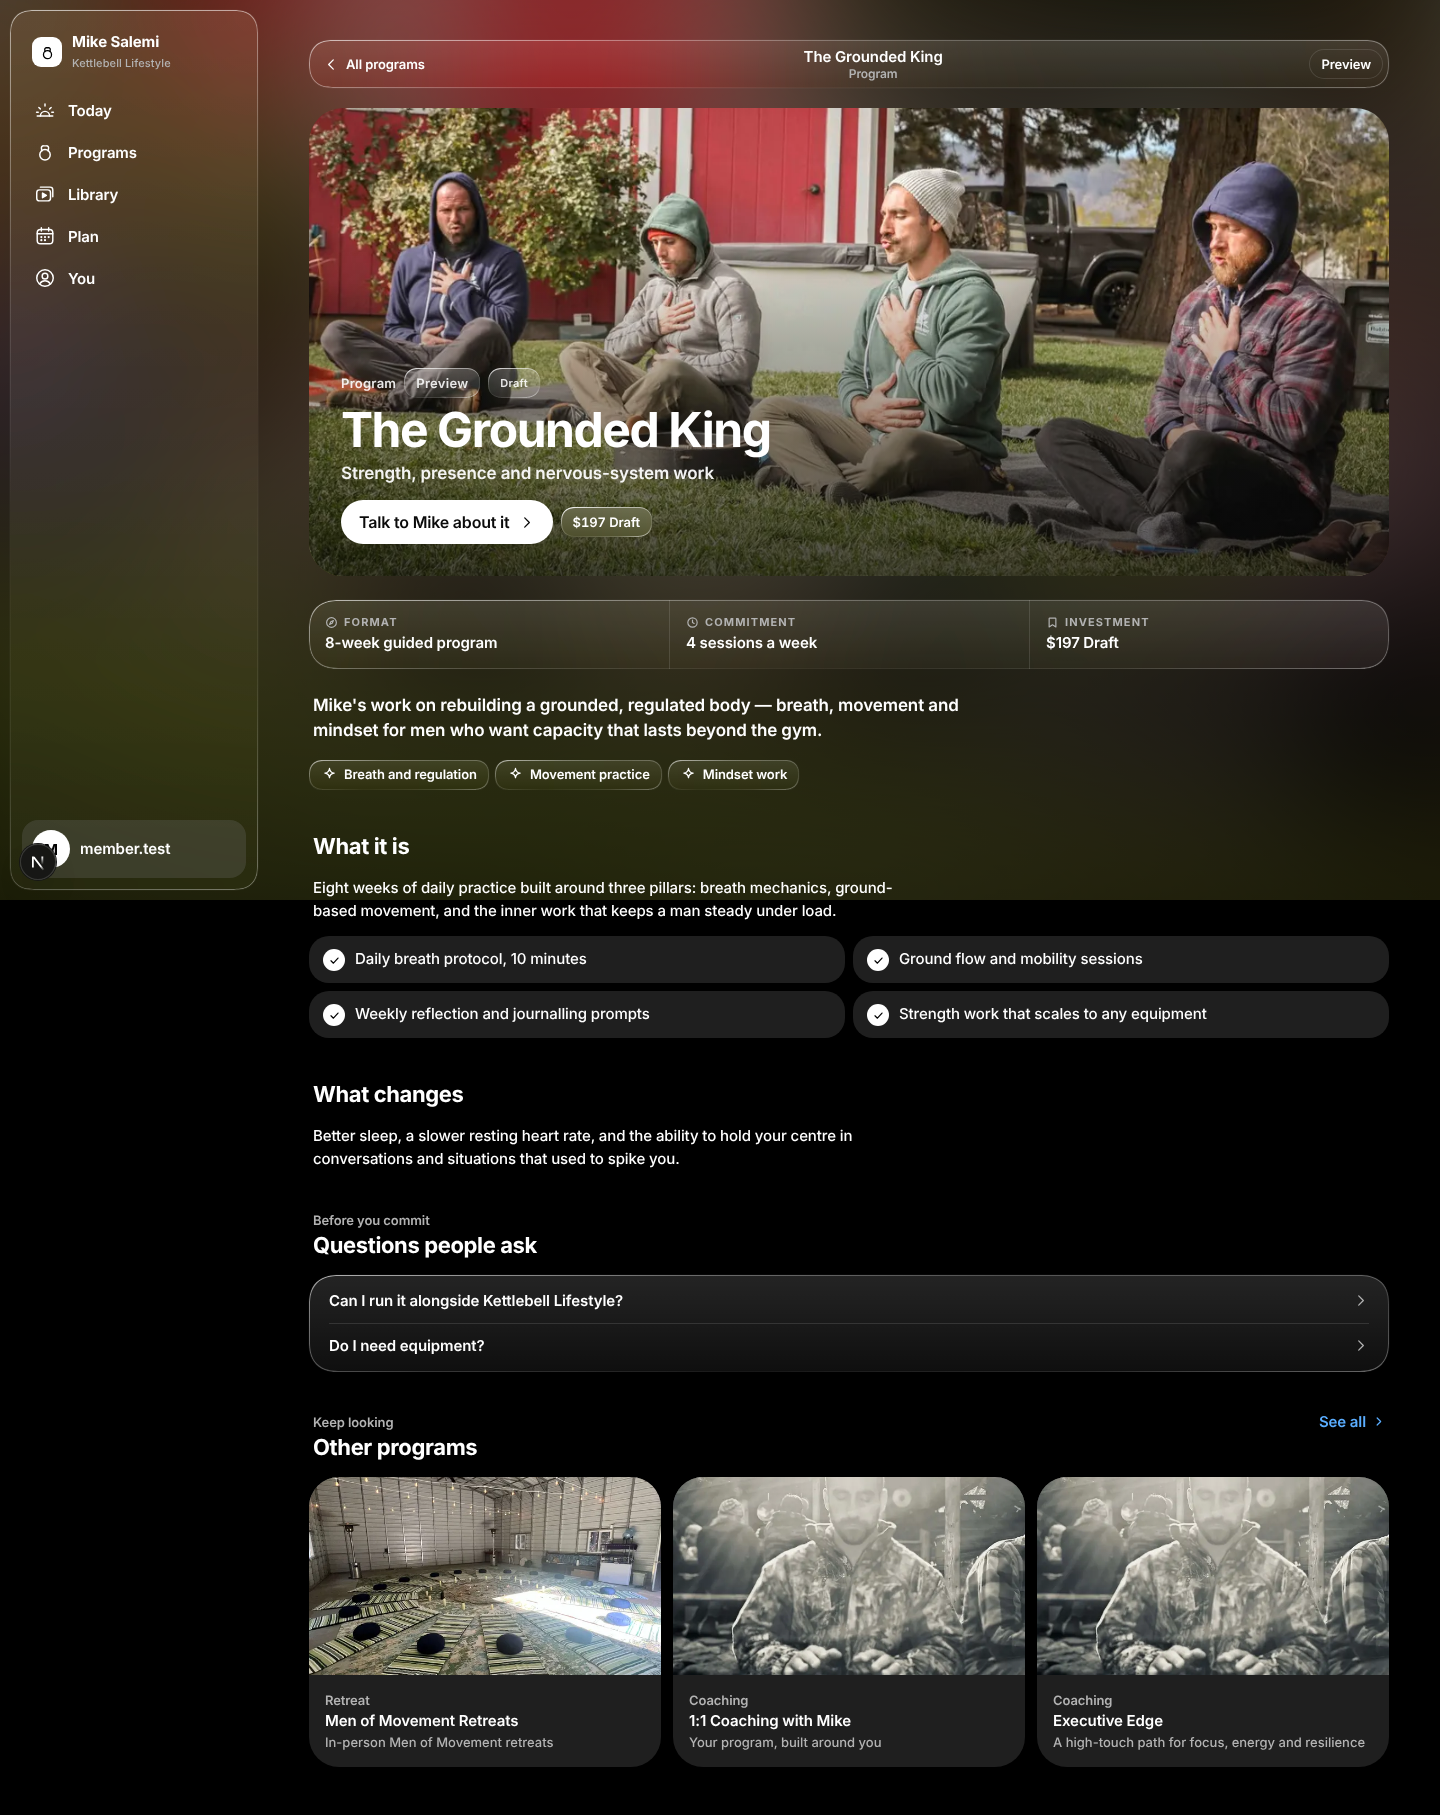 Mike Salemi
Kettlebell Lifestyle
Today
Programs
Library
Plan
You
member.test
All programs
The Grounded King
Program
Preview
Program
Preview
Draft
The Grounded King
Strength, presence and nervous-system work
Talk to Mike about it
$197 Draft
FORMAT
8-week guided program
COMMITMENT
4 sessions a week
INVESTMENT
$197 Draft
Mike's work on rebuilding a grounded, regulated body — breath, movement and
mindset for men who want capacity that lasts beyond the gym.
Breath and regulation
Movement practice
Mindset work
What it is
Eight weeks of daily practice built around three pillars: breath mechanics, ground-
based movement, and the inner work that keeps a man steady under load.
Daily breath protocol, 10 minutes
Ground flow and mobility sessions
Weekly reflection and journalling prompts
Strength work that scales to any equipment
What changes
Better sleep, a slower resting heart rate, and the ability to hold your centre in
conversations and situations that used to spike you.
Before you commit
Questions people ask
Can I run it alongside Kettlebell Lifestyle?
Do I need equipment?
Keep looking
Other programs
See all
Retreat
Men of Movement Retreats
In-person Men of Movement retreats
Coaching
1:1 Coaching with Mike
Your program, built around you
Coaching
Executive Edge
A high-touch path for focus, energy and resilience